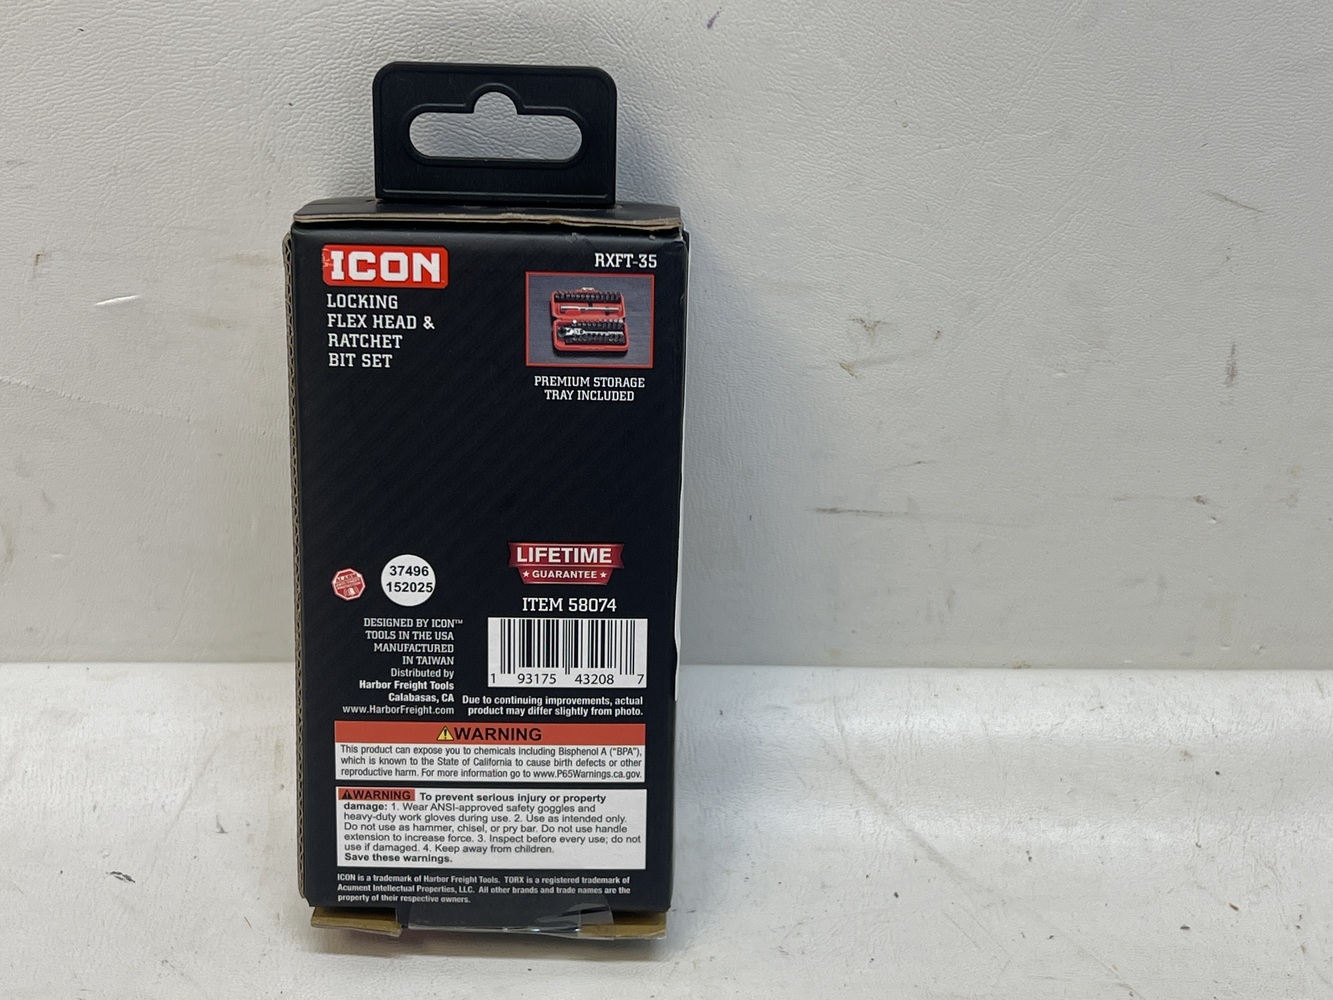 ICON
LOCKING
FLEX HEAD &
RATCHET
BIT SET
RXFT-35
PREMIUM STORAGE
TRAY INCLUDED
LIFETIME
★ GUARANTEE ★
ITEM 58074
37496
152025
DESIGNED BY ICON™
TOOLS IN THE USA
MANUFACTURED
IN TAIWAN
Distributed by
Harbor Freight Tools
Calabasas, CA
www.HarborFreight.com
1 93175 43208 7
Due to continuing improvements, actual
product may differ slightly from photo.
⚠WARNING
This product can expose you to chemicals including Bisphenol A ("BPA"),
which is known to the State of California to cause birth defects or other
reproductive harm. For more information go to www.P65Warnings.ca.gov.
⚠WARNING To prevent serious injury or property
damage: 1. Wear ANSI-approved safety goggles and
heavy-duty work gloves during use. 2. Use as intended only.
Do not use as hammer, chisel, or pry bar. Do not use handle
extension to increase force. 3. Inspect before every use; do not
use if damaged. 4. Keep away from children.
Save these warnings.
ICON is a trademark of Harbor Freight Tools. TORX is a registered trademark of
Acument Intellectual Properties, LLC. All other brands and trade names are the
property of their respective owners.